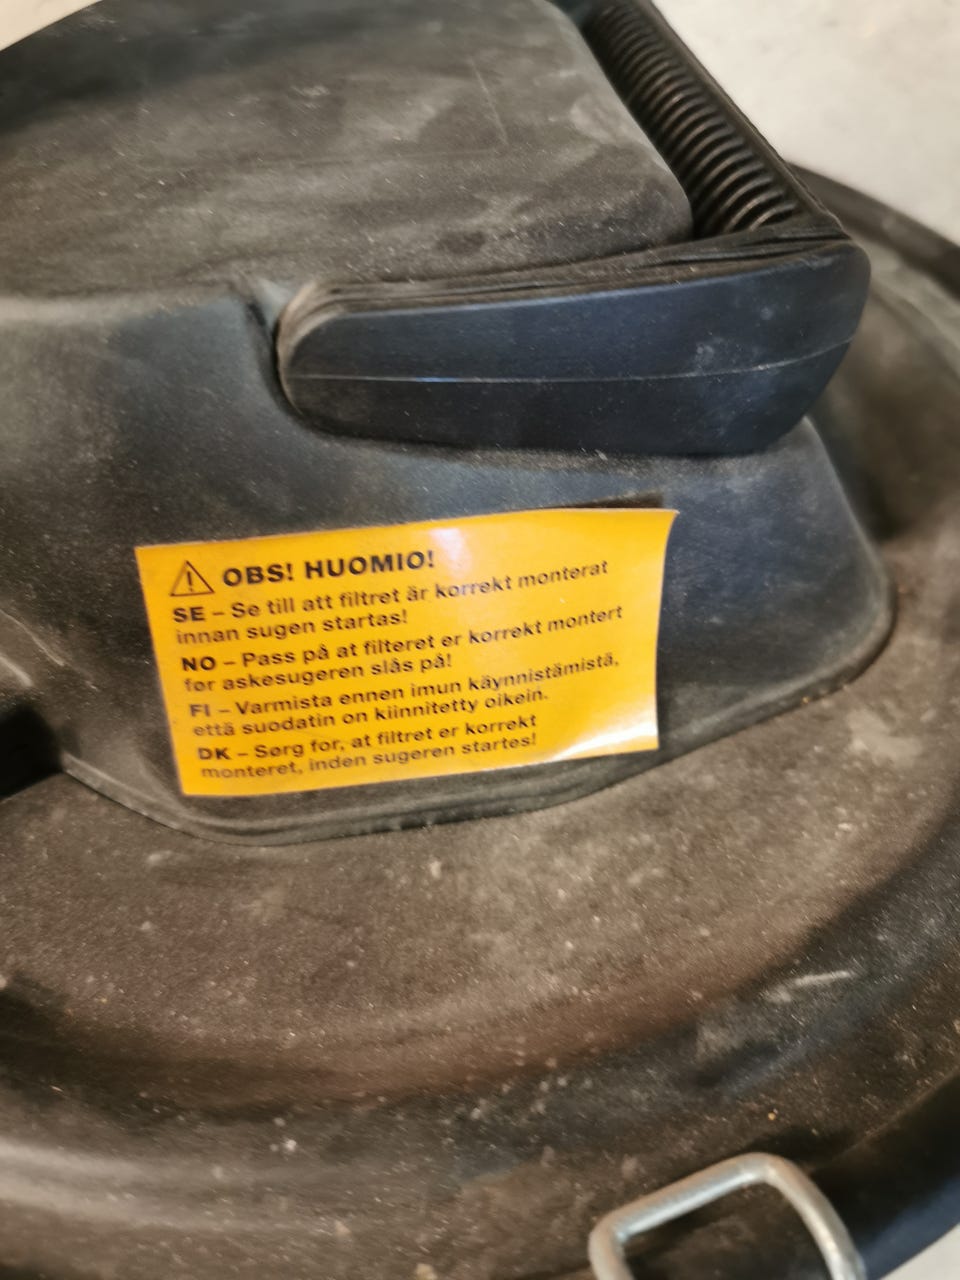 OBS! HUOMIO!
SE – Se till att filtret är korrekt monterat
innan sugen startas!
NO – Pass på at filteret er korrekt montert
før askesugeren slås på!
FI – Varmista ennen imun käynnistämistä,
että suodatin on kiinnitetty oikein.
DK – Sørg for, at filtret er korrekt
monteret, inden sugeren startes!